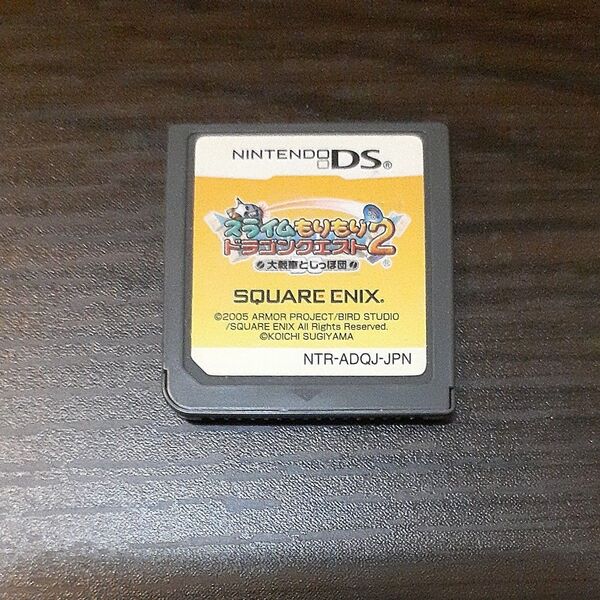 NINTENDO DS®
スライムもりもり
ドラゴンクエスト2®
大戦車としっぽ団
SQUARE ENIX®
©2005 ARMOR PROJECT/BIRD STUDIO
/SQUARE ENIX All Rights Reserved.
©KOICHI SUGIYAMA
NTR-ADQJ-JPN